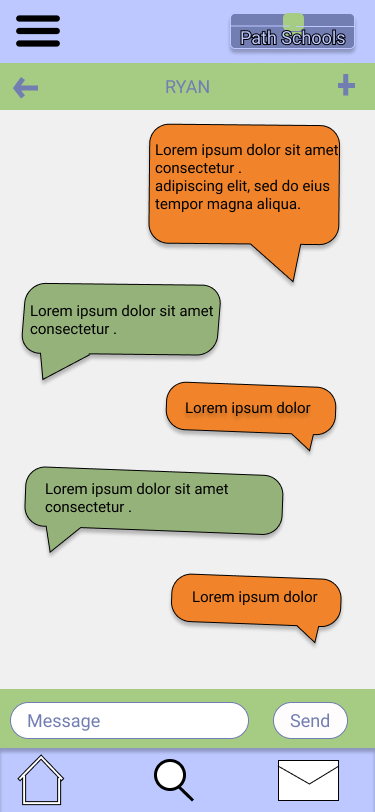 Path Schools
RYAN
Lorem ipsum dolor sit amet
consectetur .
adipiscing elit, sed do eius
tempor magna aliqua.
Lorem ipsum dolor sit amet
consectetur .
Lorem ipsum dolor
Lorem ipsum dolor sit amet
consectetur .
Lorem ipsum dolor
Message
Send